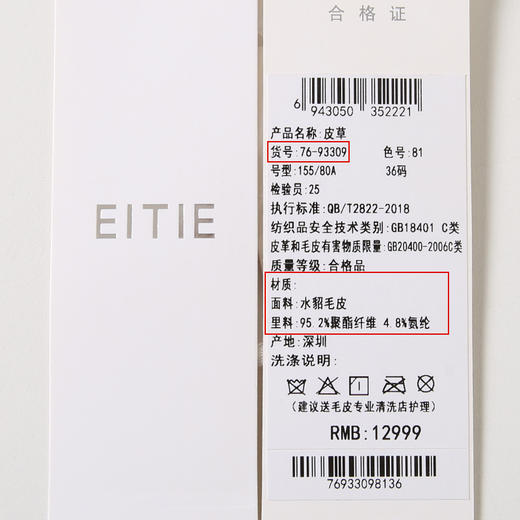 EITIE
合格证
6 943050 352221
产品名称:皮草
货号:76-93309 色号:81
号型:155/80A 36码
检验员:25
执行标准:QB/T2822-2018
纺织品安全技术类别:GB18401 C类
皮革和毛皮有害物质限量:GB20400-2006C类
质量等级:合格品
材质:
面料:水貂毛皮
里料:95.2%聚酯纤维 4.8%氨纶
产地:深圳
洗涤说明:
(建议送毛皮专业清洗店护理)
RMB:12999
76933098136